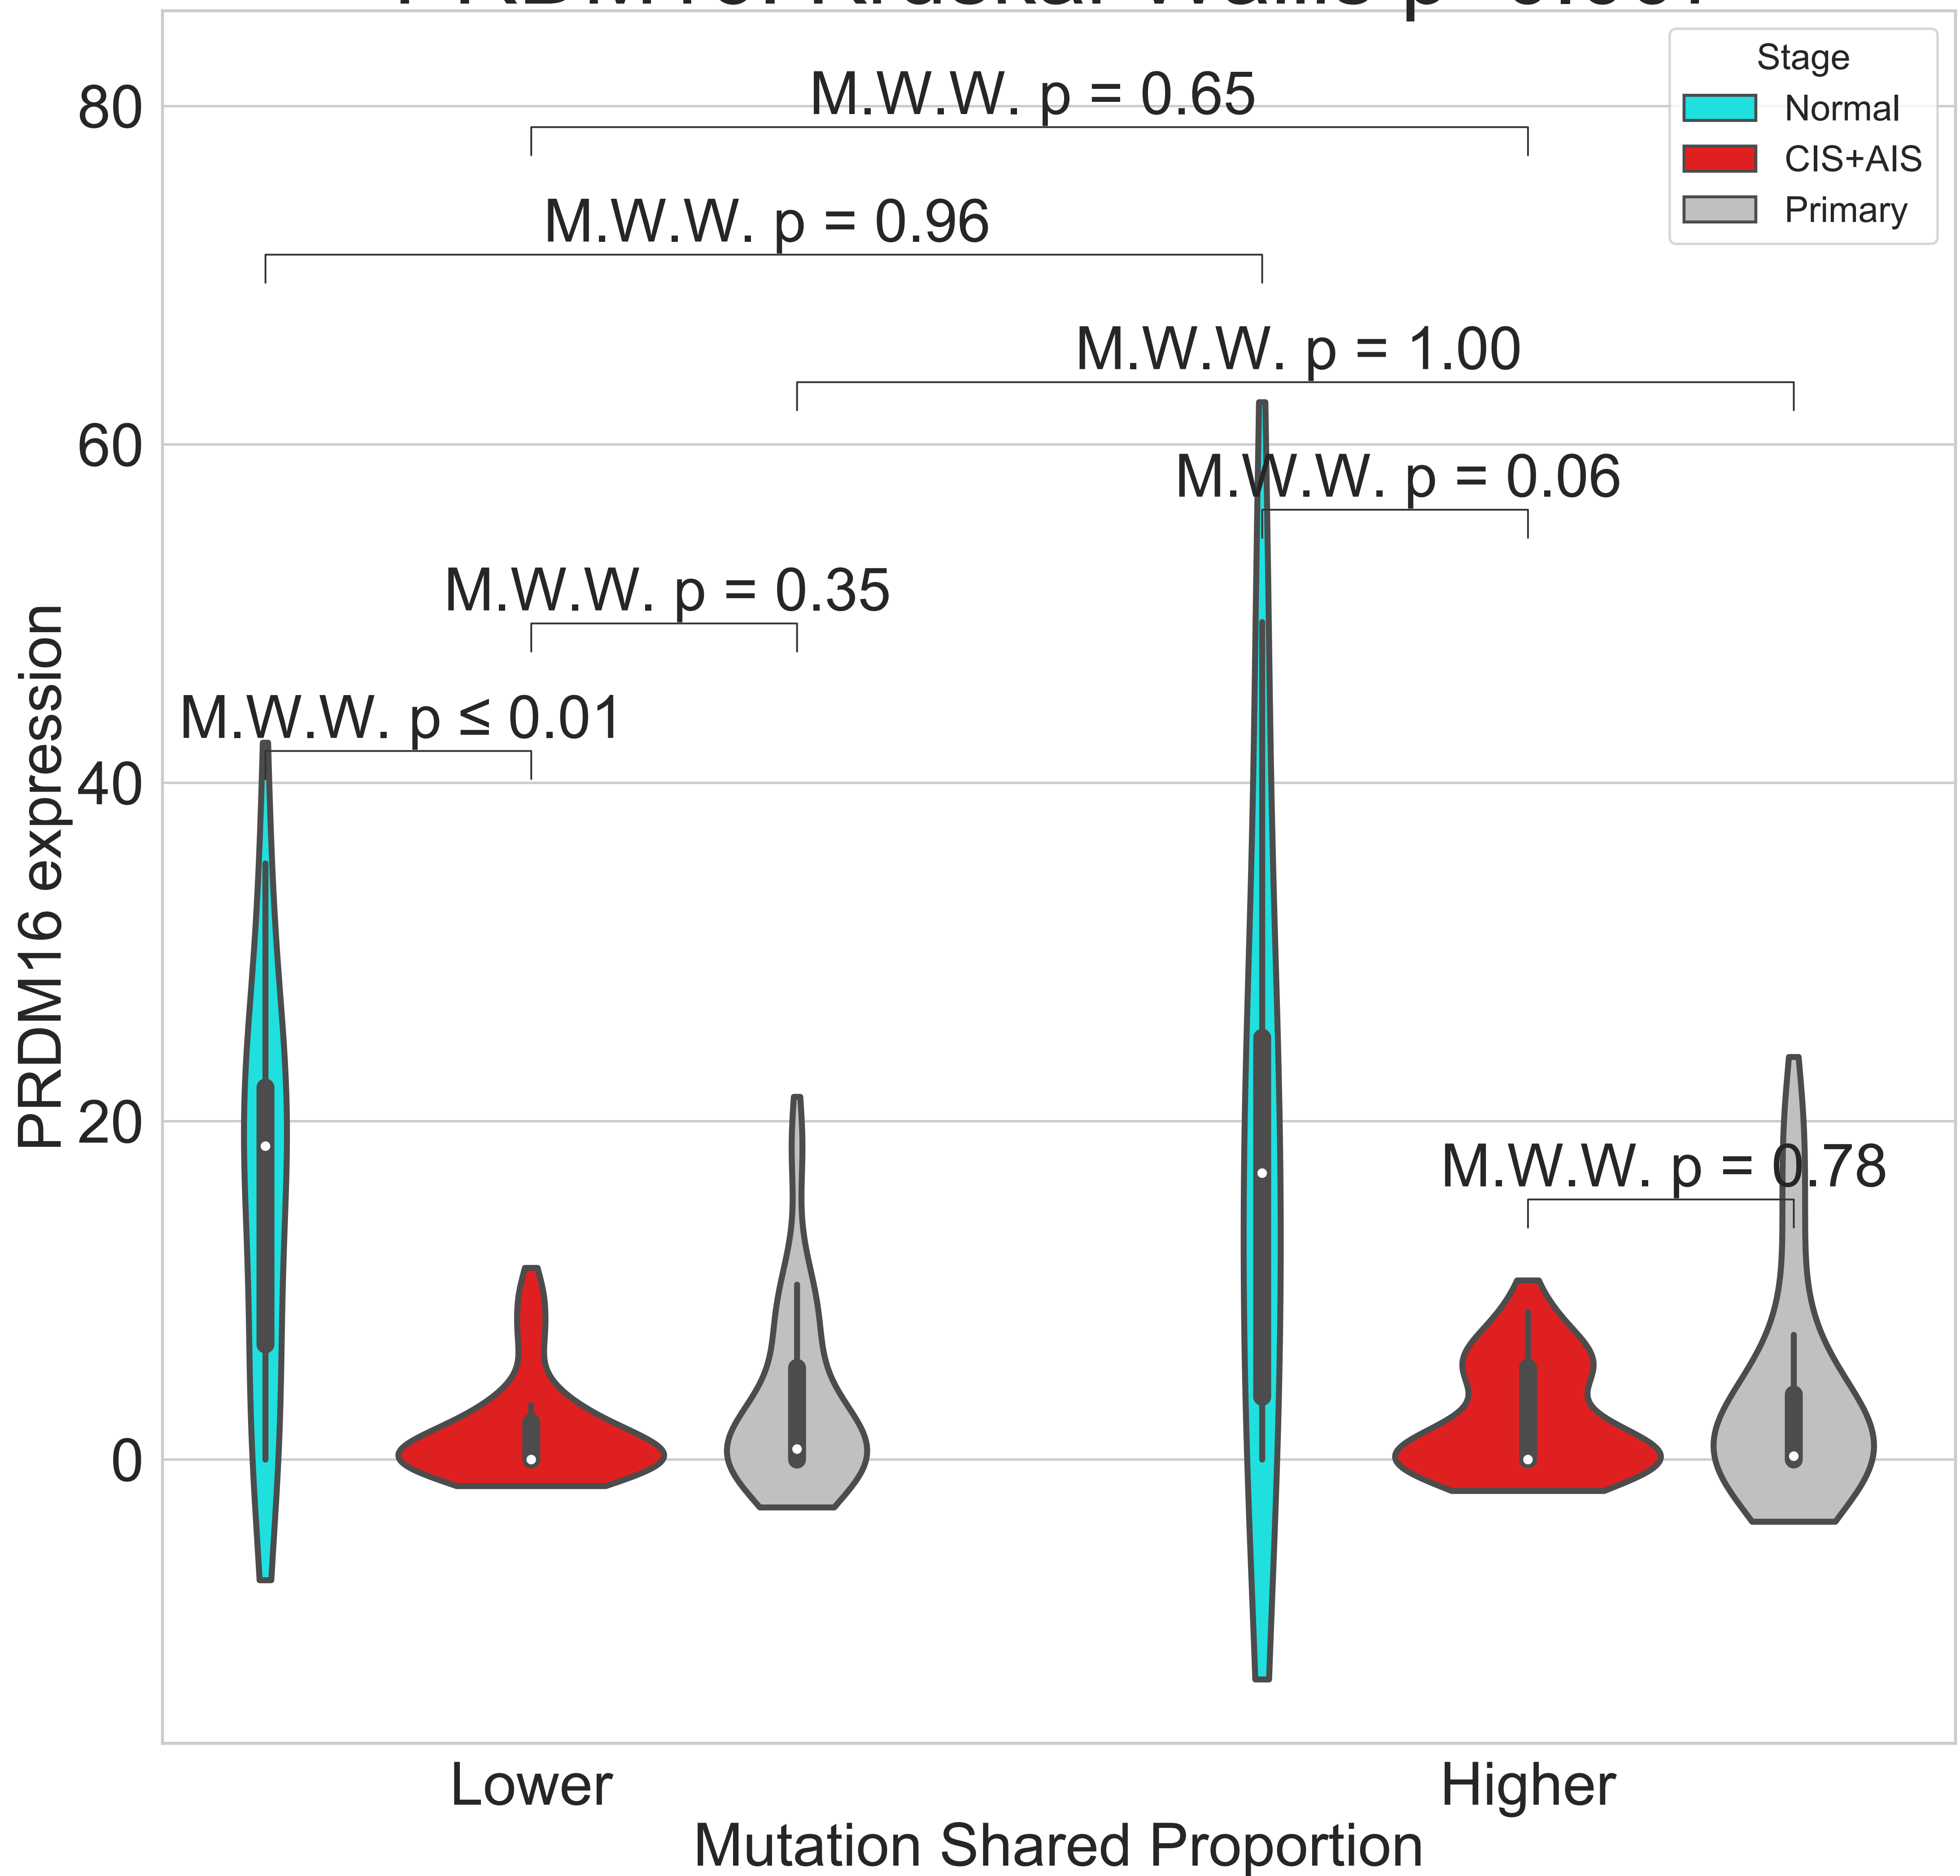 Stage
Normal
CIS+AIS
Primary
M.W.W. p = 0.65
M.W.W. p = 0.96
M.W.W. p = 1.00
M.W.W. p = 0.06
M.W.W. p = 0.35
M.W.W. p ≤ 0.01
M.W.W. p = 0.78
80
60
40
20
0
PRDM16 expression
Lower
Higher
Mutation Shared Proportion